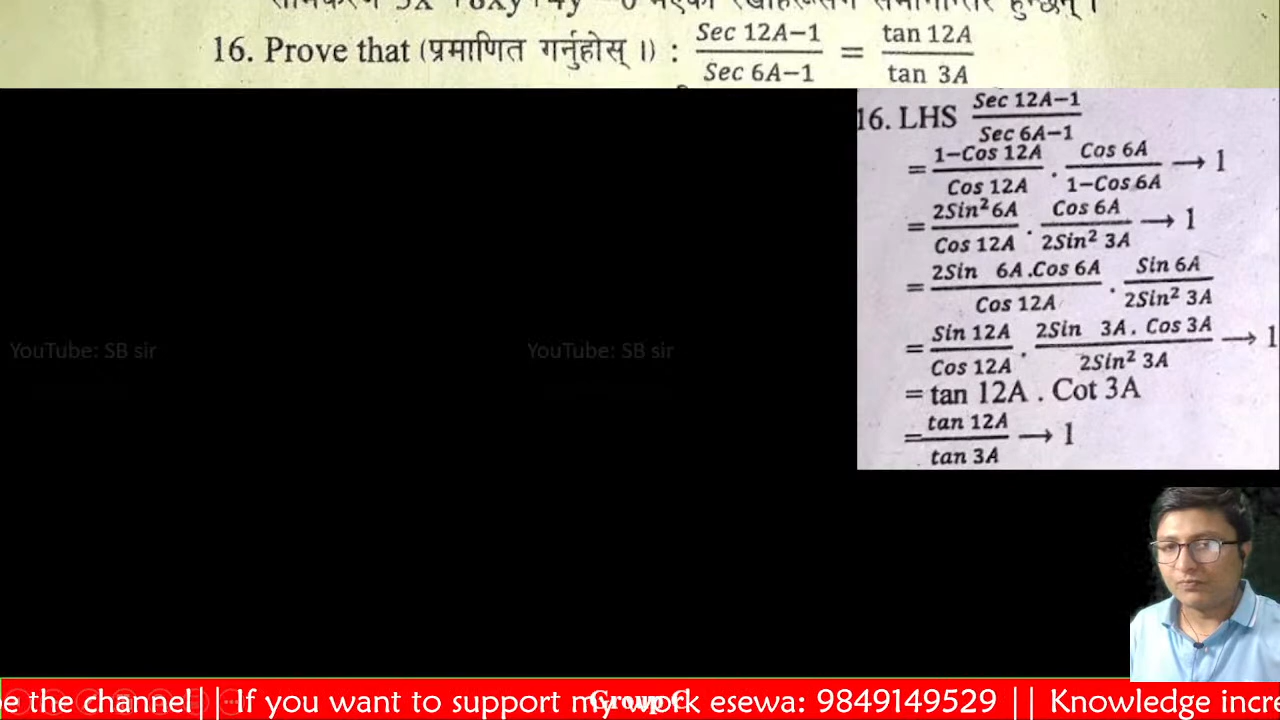 16. Prove that (प्रमाणित गर्नुहोस् ।) : Sec 12A−1 / Sec 6A−1 = tan 12A / tan 3A
16. LHS Sec 12A−1 / Sec 6A−1
= 1−Cos 12A / Cos 12A . Cos 6A / 1−Cos 6A → 1
= 2Sin² 6A / Cos 12A . Cos 6A / 2Sin² 3A → 1
= 2Sin 6A .Cos 6A / Cos 12A . Sin 6A / 2Sin² 3A
= Sin 12A / Cos 12A . 2Sin 3A . Cos 3A / 2Sin² 3A → 1
= tan 12A . Cot 3A
= tan 12A / tan 3A → 1
YouTube: SB sir YouTube: SB sir
e the channel|| If you want to support my work esewa: 9849149529 || Knowledge incre
Group C